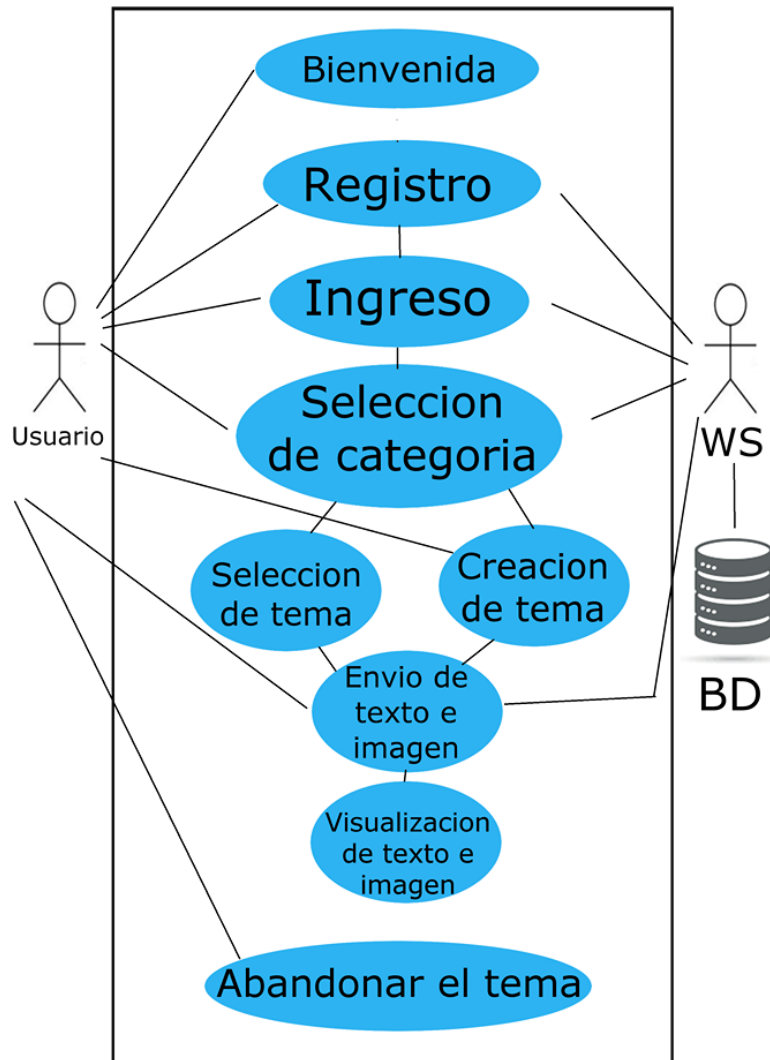 Bienvenida
Registro
Ingreso
Usuario
Seleccion
de categoria
WS
Seleccion
de tema
Creacion
de tema
Envio de
texto e
imagen
BD
Visualizacion
de texto e
imagen
Abandonar el tema